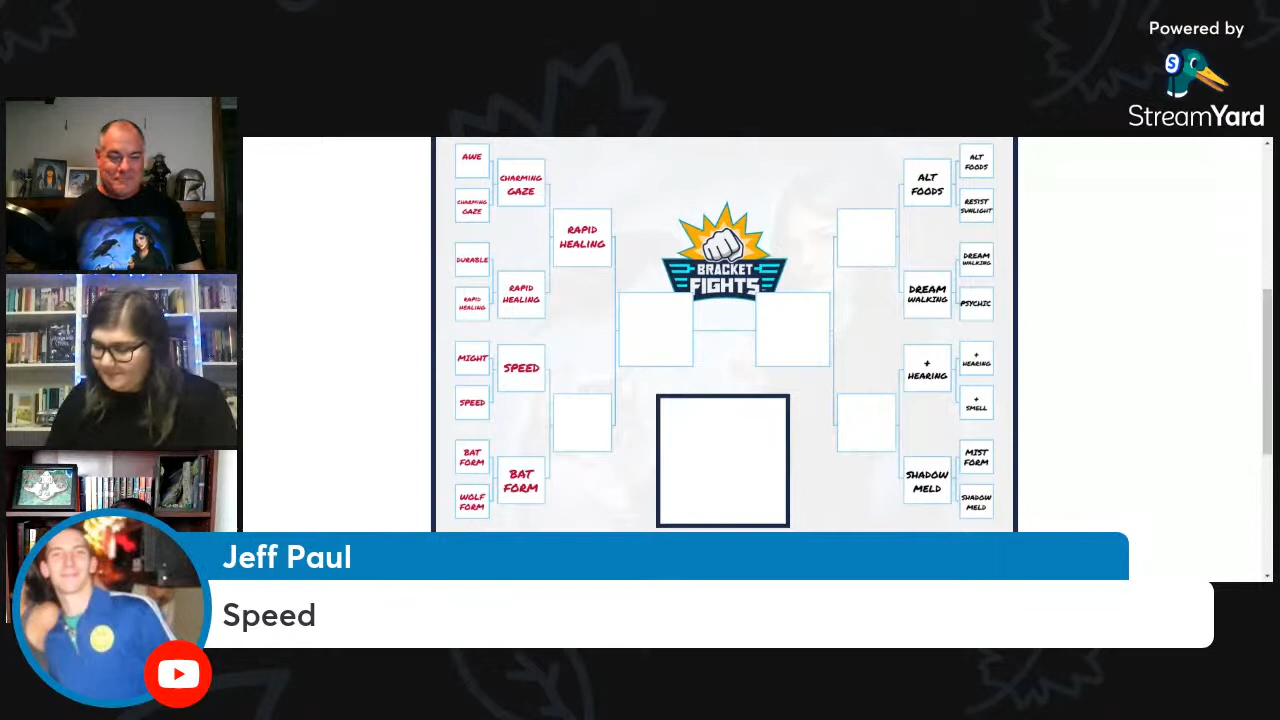 Powered by
StreamYard
AWE
CHARMING
GAZE
CHARMING
GAZE
DURABLE
RAPID
HEALING
RAPID
HEALING
RAPID
HEALING
MIGHT
SPEED
SPEED
BAT
FORM
BAT
FORM
WOLF
FORM
BRACKET
FIGHTS
ALT
FOODS
ALT
FOODS
RESIST
SUNLIGHT
DREAM
WALKING
DREAM
WALKING
PSYCHIC
+
HEARING
+
HEARING
+
SMELL
MIST
FORM
SHADOW
MELD
SHADOW
MELD
Jeff Paul
Speed